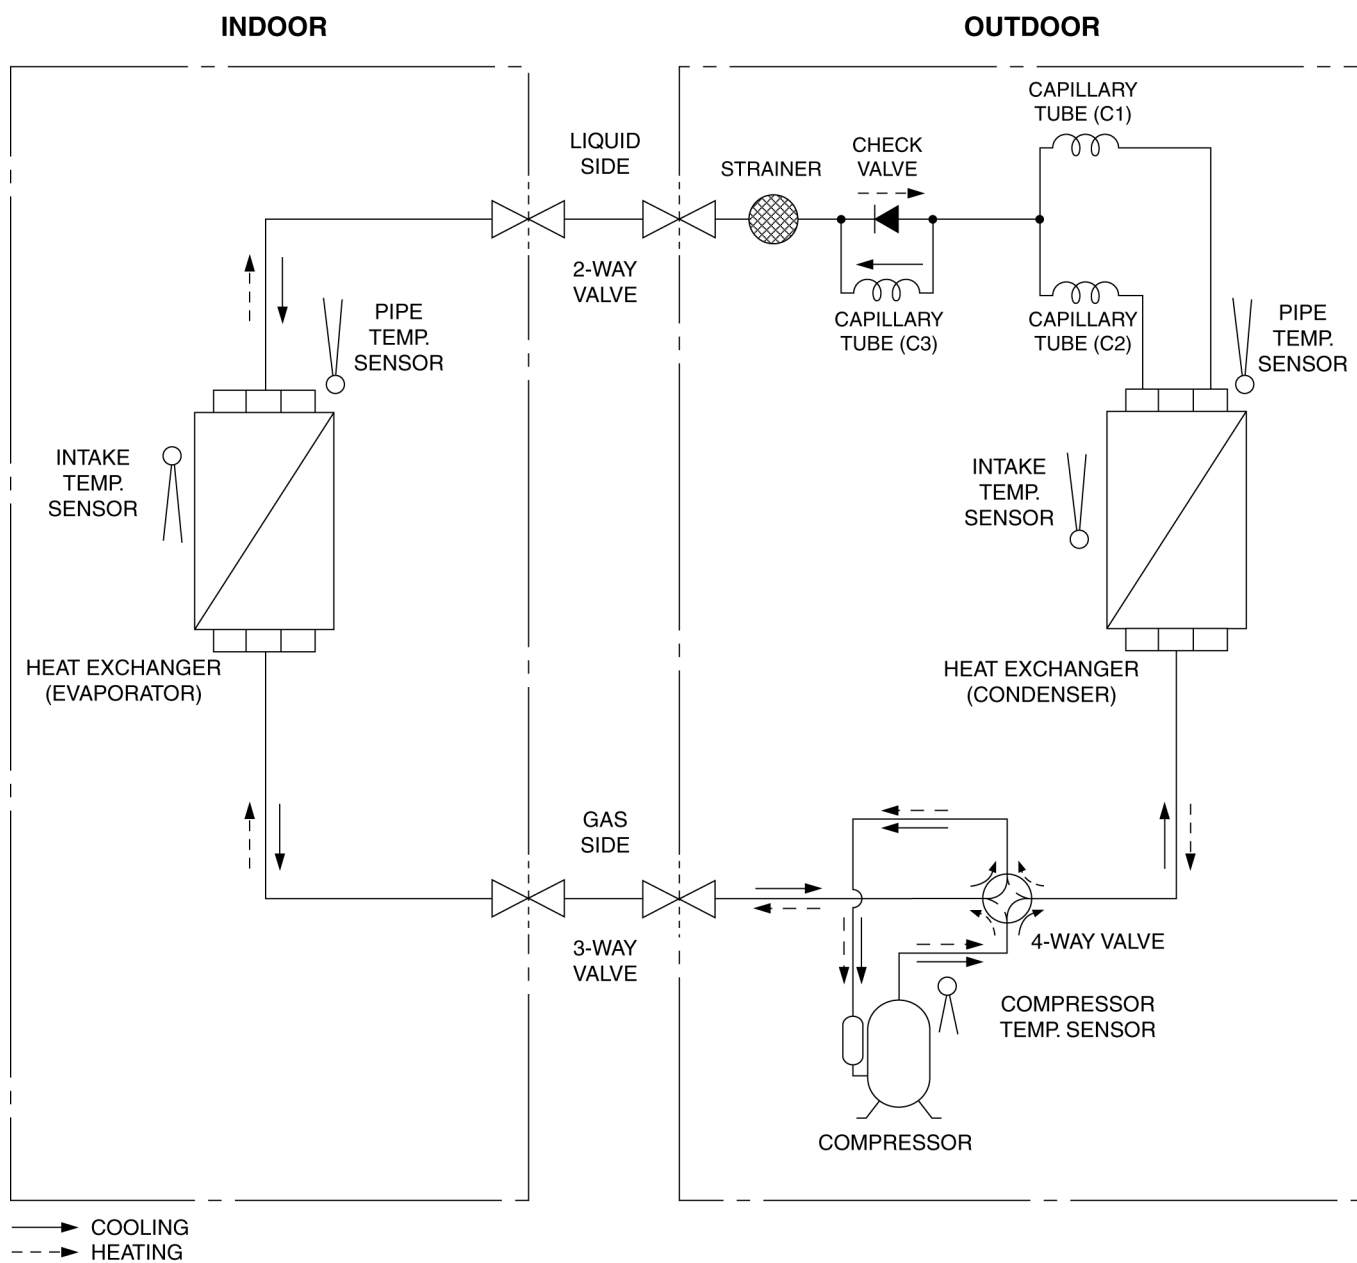 INDOOR
OUTDOOR
CAPILLARY
TUBE (C1)
LIQUID
SIDE
STRAINER
CHECK
VALVE
2-WAY
VALVE
CAPILLARY
TUBE (C3)
CAPILLARY
TUBE (C2)
PIPE
TEMP.
SENSOR
PIPE
TEMP.
SENSOR
INTAKE
TEMP.
SENSOR
INTAKE
TEMP.
SENSOR
HEAT EXCHANGER
(EVAPORATOR)
HEAT EXCHANGER
(CONDENSER)
GAS
SIDE
3-WAY
VALVE
4-WAY VALVE
COMPRESSOR
TEMP. SENSOR
COMPRESSOR
COOLING
HEATING